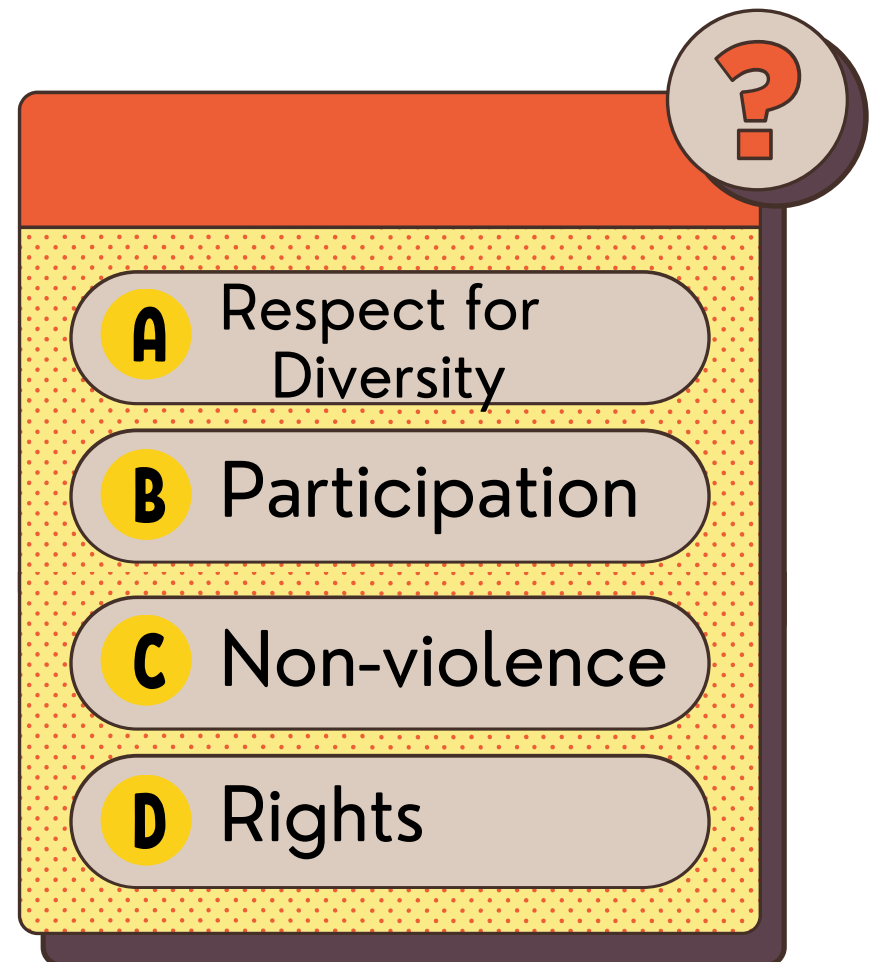 ?
A Respect for
Diversity
B Participation
C Non-violence
D Rights